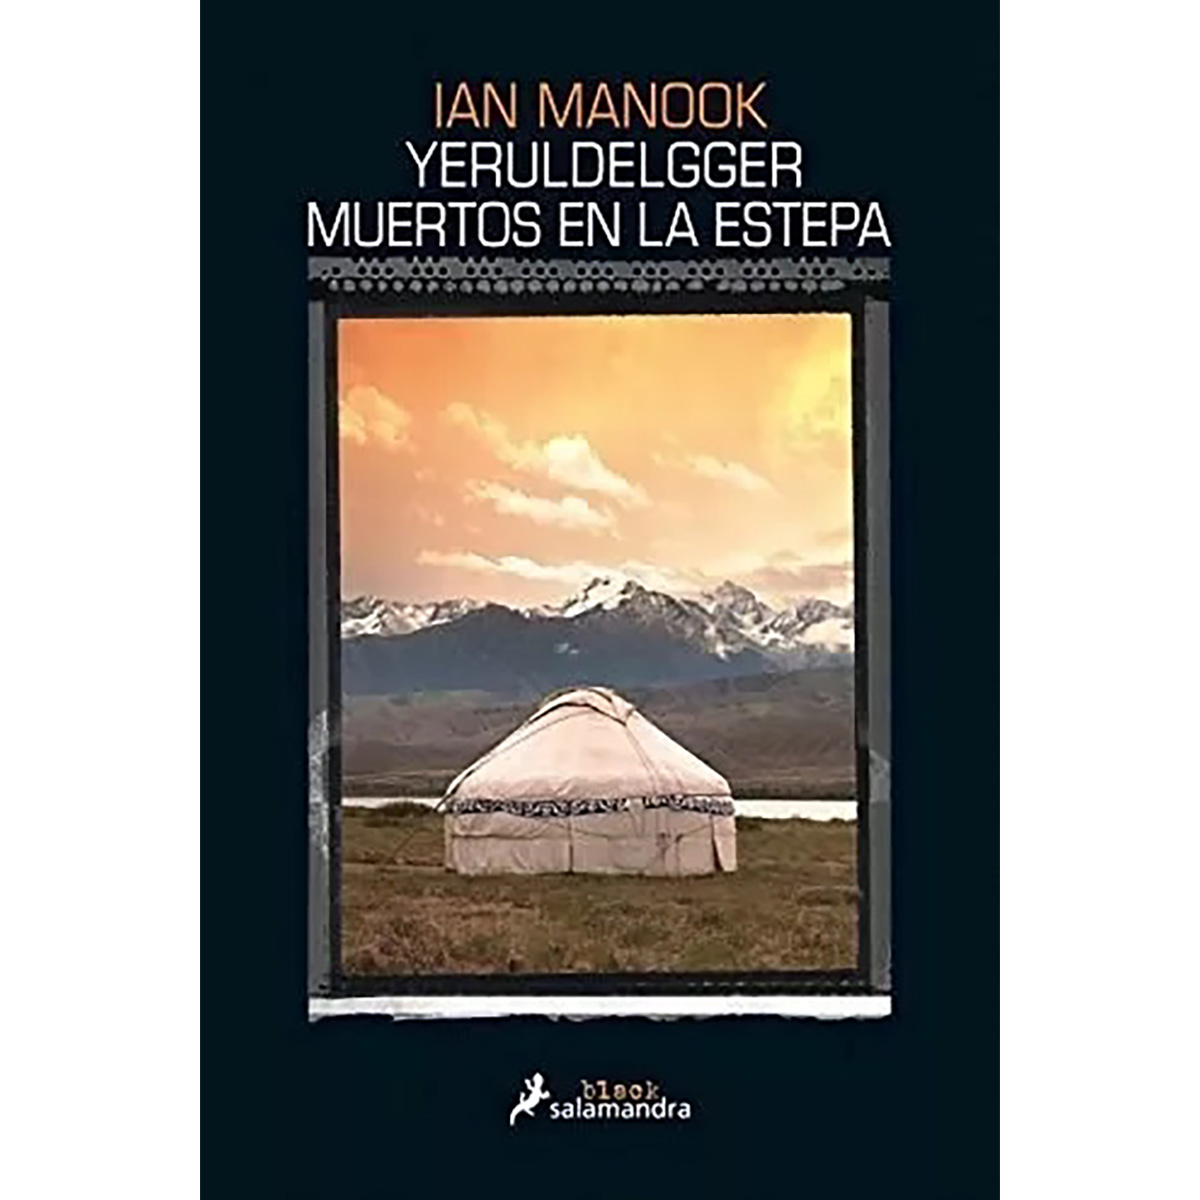 IAN MANOOK
YERULDELGGER
MUERTOS EN LA ESTEPA
black
salamandra